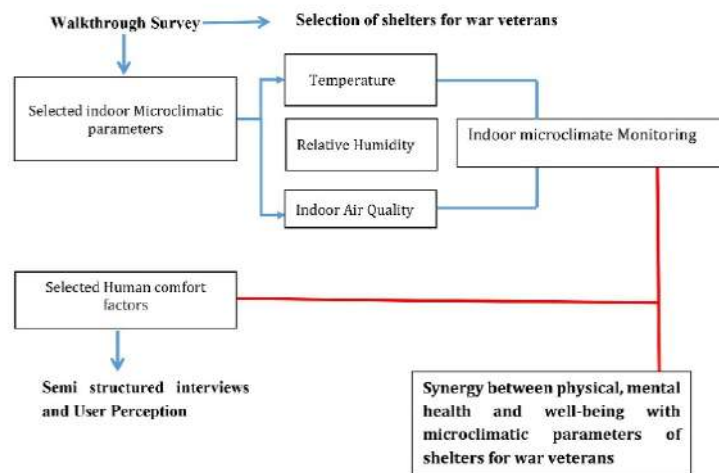 Walkthrough Survey
Selection of shelters for war veterans
Selected indoor Microclimatic
parameters
Temperature
Relative Humidity
Indoor Air Quality
Indoor microclimate Monitoring
Selected Human comfort
factors
Semi structured interviews
and User Perception
Synergy between physical, mental
health and well-being with
microclimatic parameters of
shelters for war veterans